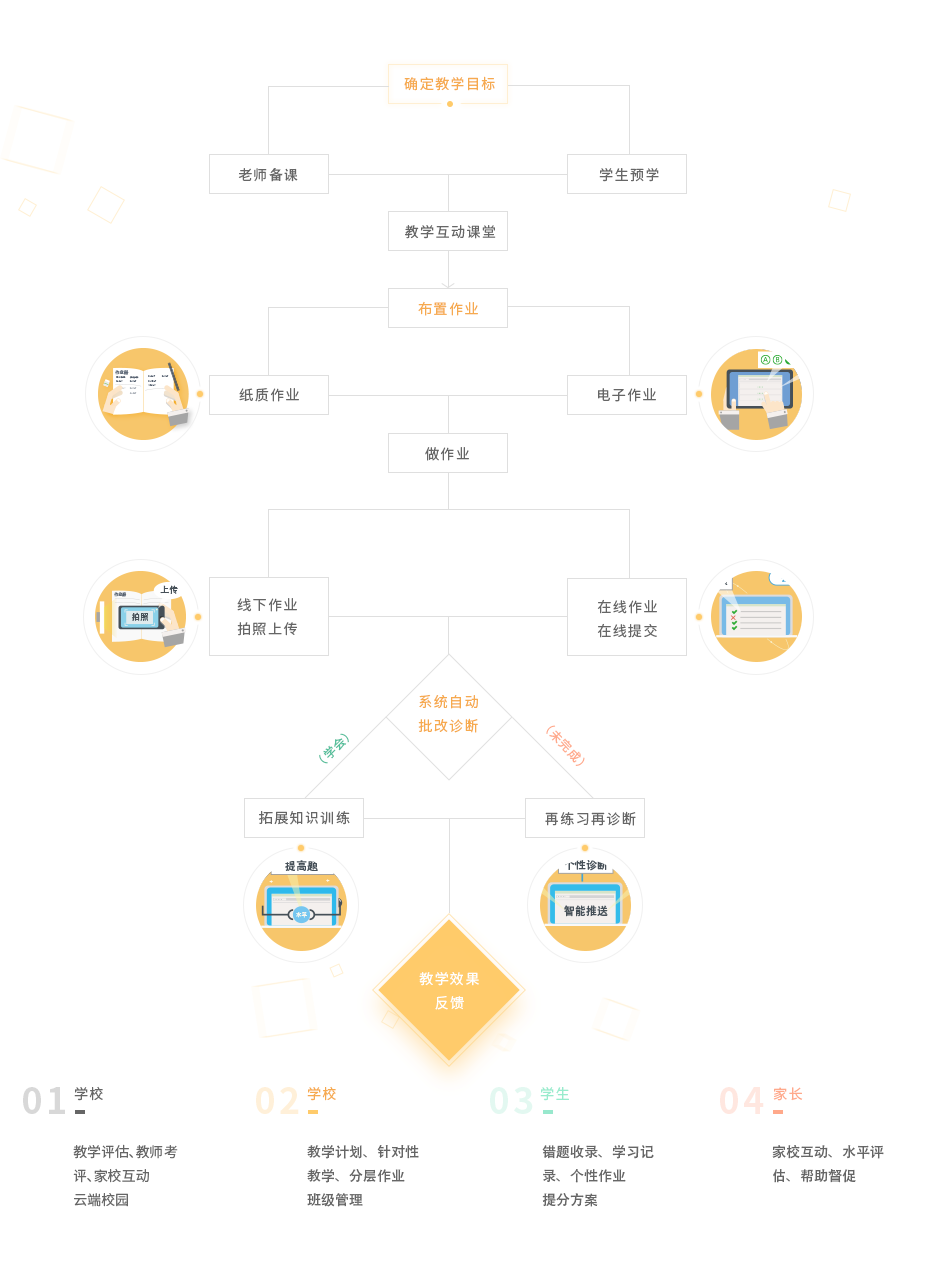 确定教学目标
老师备课
学生预学
教学互动课堂
布置作业
A R
纸质作业
电子作业
做作业
上传
作业题
拍照
线下作业
拍照上传
在线作业
在线提交
系统自动
批改诊断
（学会）
（未完成）
拓展知识训练
再练习再诊断
提高题
水平
个性诊断
智能推送
教学效果
反馈
01 学校
02 学校
03 学生
04 家长
教学评估、教师考
评、家校互动
云端校园
教学计划、针对性
教学、分层作业
班级管理
错题收录、学习记
录、个性作业
提分方案
家校互动、水平评
估、帮助督促